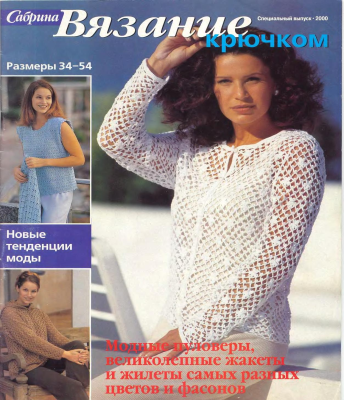 Сабрина
Вязание
Специальный выпуск • 2000
крючком
Размеры 34–54
Новые
тенденции
моды
Модные пуловеры,
великолепные жакеты
и жилеты самых разных
цветов и фасонов